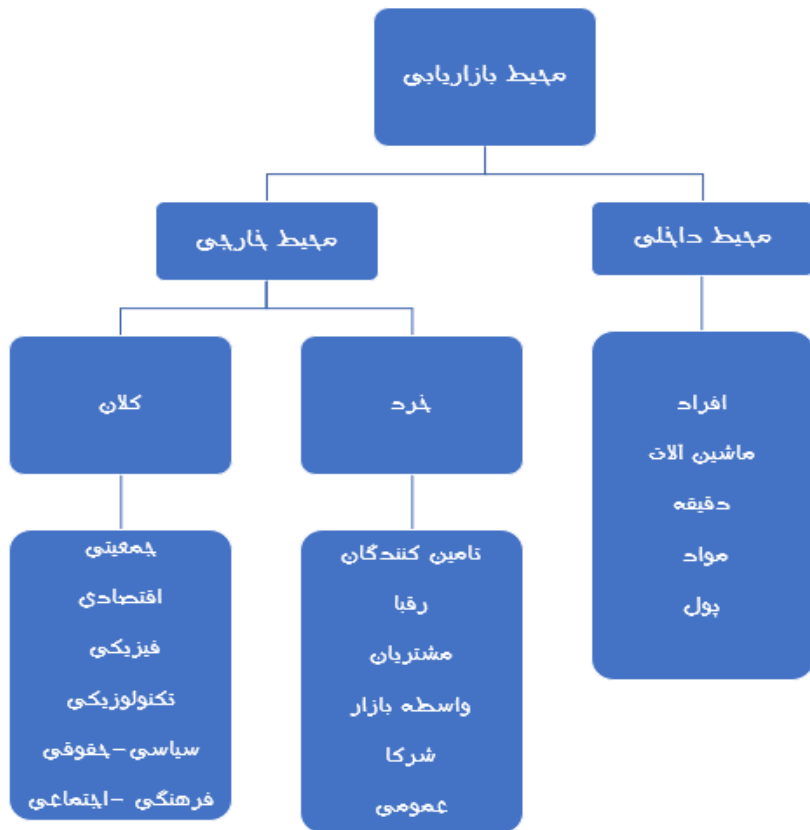 محیط بازاریابی
محیط داخلی
محیط خارجی
افراد
ماشین آلات
دقیقه
مواد
پول
خرد
کلان
تامین کنندگان
رقبا
مشتریان
واسطه بازار
شرکا
عمومی
جمعیتی
اقتصادی
فیزیکی
تکنولوزیکی
سیاسی-حقوقی
فرهنگی -اجتماعی